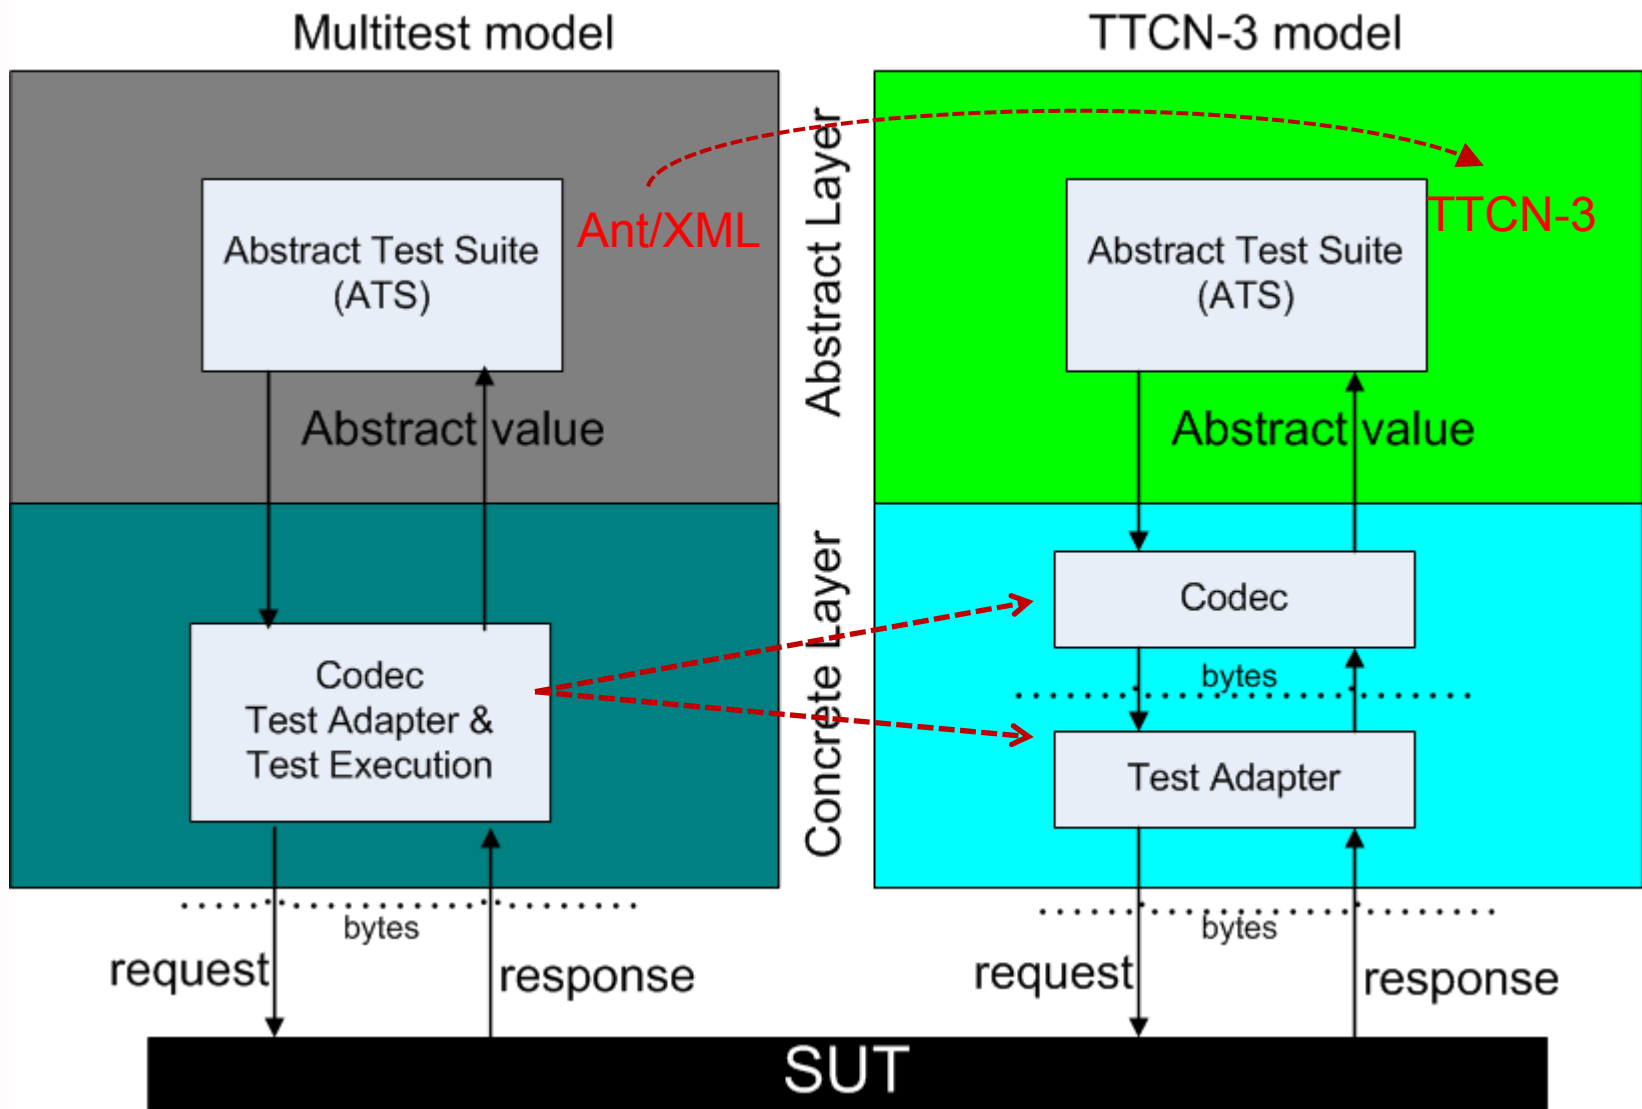 Multitest model
TTCN-3 model
Abstract Layer
Ant/XML
TTCN-3
Abstract Test Suite
(ATS)
Abstract Test Suite
(ATS)
Abstract value
Abstract value
Concrete Layer
Codec
Codec
Test Adapter &
Test Execution
bytes
Test Adapter
bytes
bytes
request
response
request
response
SUT